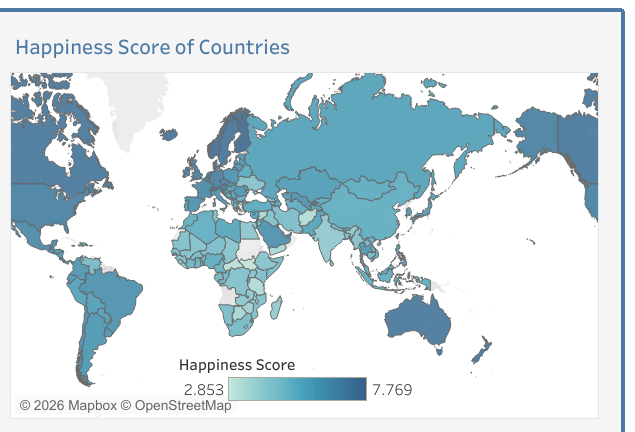 Happiness Score of Countries
Happiness Score
2.853 7.769
© 2026 Mapbox © OpenStreetMap